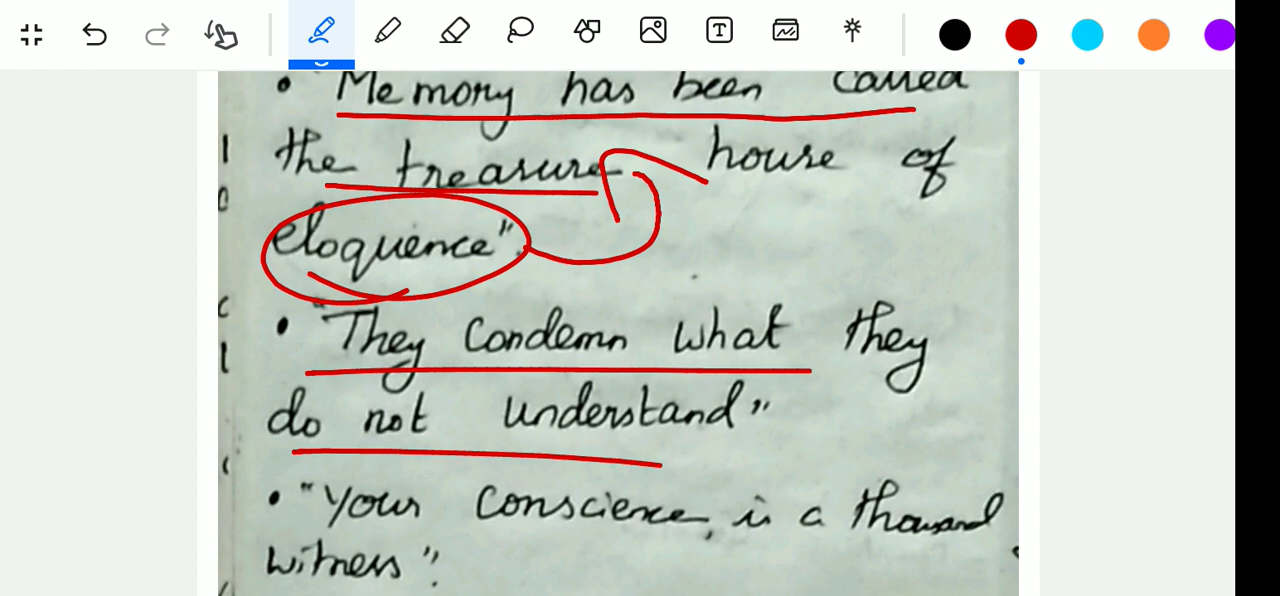 • "Memory has been called
the treasure house of
eloquence".
• "They Condemn what they
do not understand"
• "Your Conscience, is a thousand
witness".